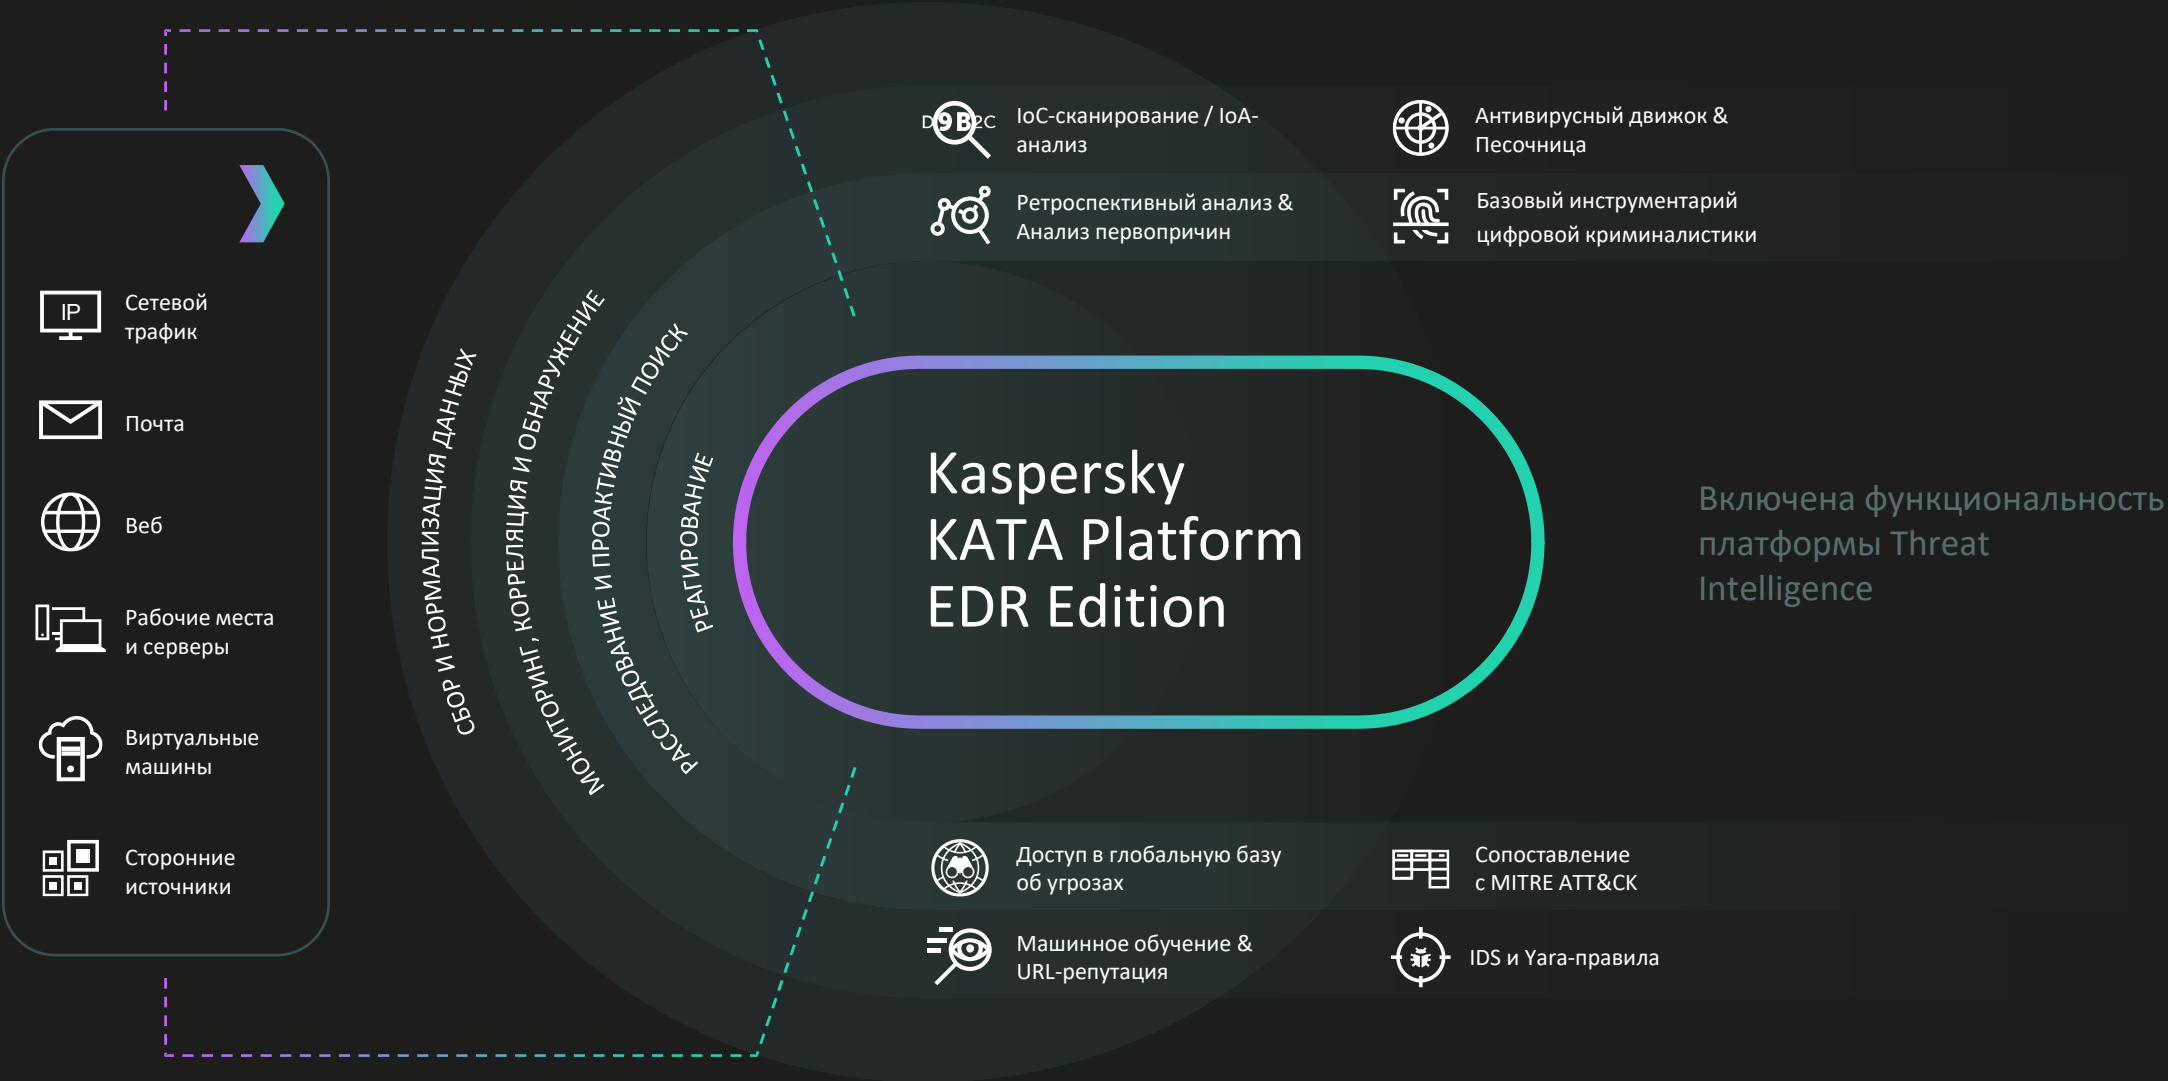 IP
Сетевой
трафик
Почта
Веб
Рабочие места
и серверы
Виртуальные
машины
Сторонние
источники
СБОР И НОРМАЛИЗАЦИЯ ДАННЫХ
МОНИТОРИНГ, КОРРЕЛЯЦИЯ И ОБНАРУЖЕНИЕ
РАССЛЕДОВАНИЕ И ПРОАКТИВНЫЙ ПОИСК
РЕАГИРОВАНИЕ
D9B2C
IoC-сканирование / IoA-
анализ
Антивирусный движок &
Песочница
Ретроспективный анализ &
Анализ первопричин
Базовый инструментарий
цифровой криминалистики
Kaspersky
KATA Platform
EDR Edition
Включена функциональность
платформы Threat
Intelligence
Доступ в глобальную базу
об угрозах
Сопоставление
с MITRE ATT&CK
Машинное обучение &
URL-репутация
IDS и Yara-правила